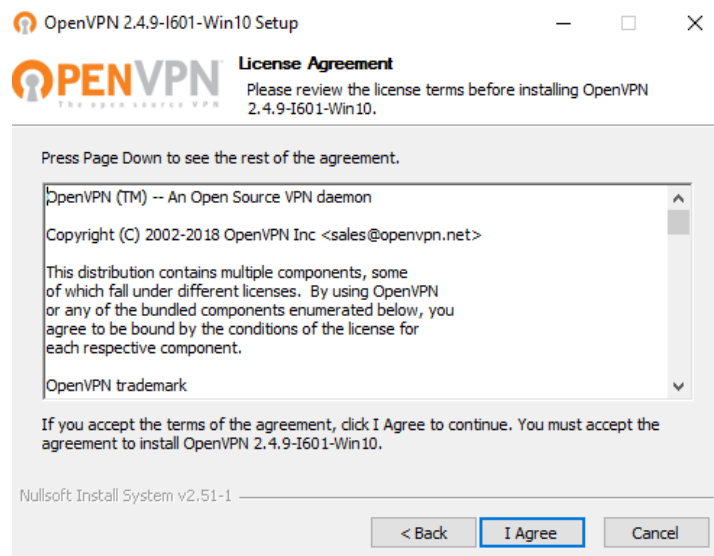 OpenVPN 2.4.9-I601-Win10 Setup
OPENVPN
The open source VPN
License Agreement
Please review the license terms before installing OpenVPN
2.4.9-I601-Win10.
Press Page Down to see the rest of the agreement.
OpenVPN (TM) -- An Open Source VPN daemon
Copyright (C) 2002-2018 OpenVPN Inc <sales@openvpn.net>
This distribution contains multiple components, some
of which fall under different licenses.  By using OpenVPN
or any of the bundled components enumerated below, you
agree to be bound by the conditions of the license for
each respective component.
OpenVPN trademark
If you accept the terms of the agreement, click I Agree to continue. You must accept the
agreement to install OpenVPN 2.4.9-I601-Win10.
Nullsoft Install System v2.51-1
< Back
I Agree
Cancel